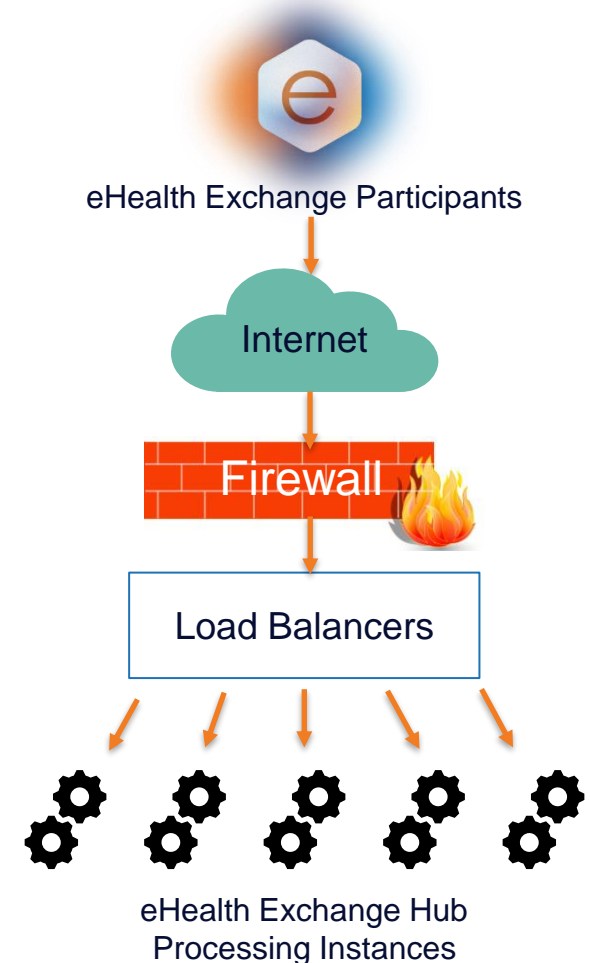 e
eHealth Exchange Participants
Internet
Firewall
Load Balancers
eHealth Exchange Hub
Processing Instances